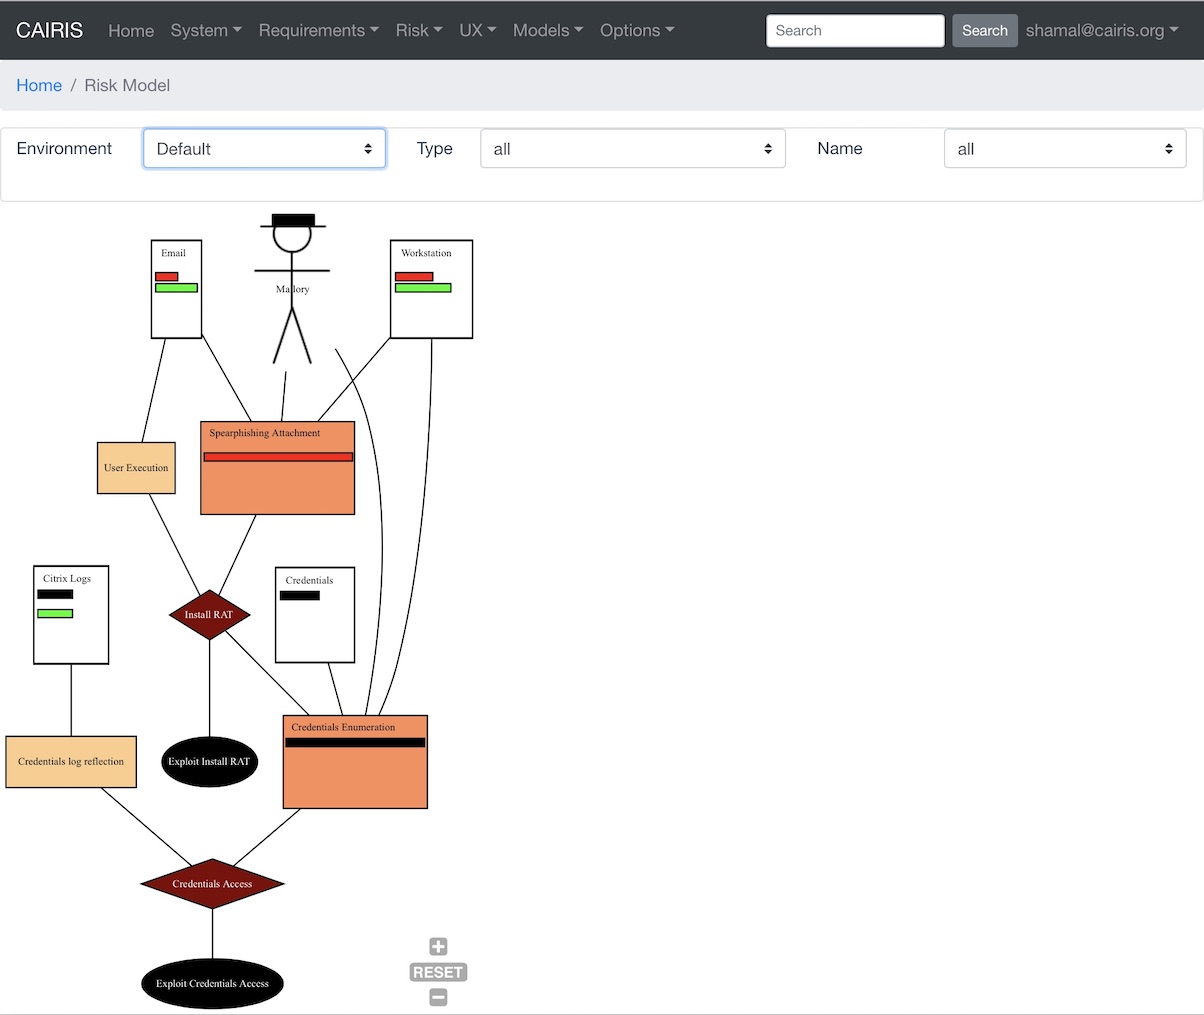 CAIRIS Home System Requirements Risk UX Models Options Search Search shamal@cairis.org
Home / Risk Model
Environment Default Type all Name all
Email
Mallory
Workstation
User Execution
Spearphishing Attachment
Citrix Logs
Install RAT
Credentials
Credentials log reflection
Exploit Install RAT
Credentials Enumeration
Credentials Access
Exploit Credentials Access
RESET